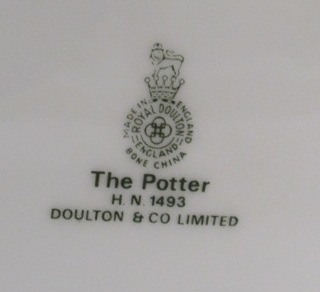 MADE IN ENGLAND
ROYAL DOULTON
ENGLAND
BONE CHINA
The Potter
H. N. 1493
DOULTON & CO LIMITED